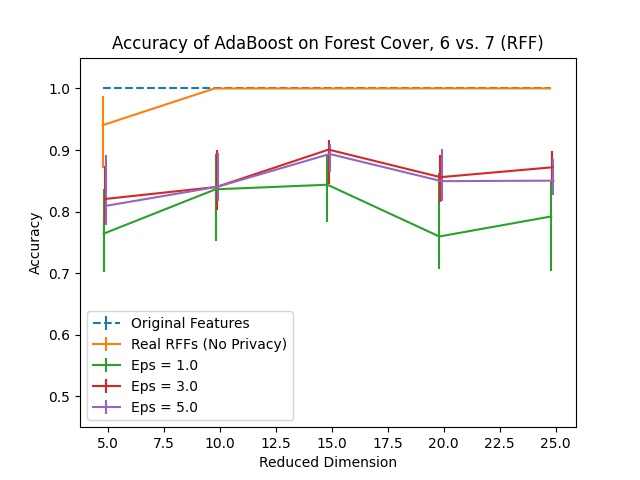 Accuracy of AdaBoost on Forest Cover, 6 vs. 7 (RFF)
1.0
0.9
0.8
0.7
0.6
0.5
Accuracy
Original Features
Real RFFs (No Privacy)
Eps = 1.0
Eps = 3.0
Eps = 5.0
5.0 7.5 10.0 12.5 15.0 17.5 20.0 22.5 25.0
Reduced Dimension